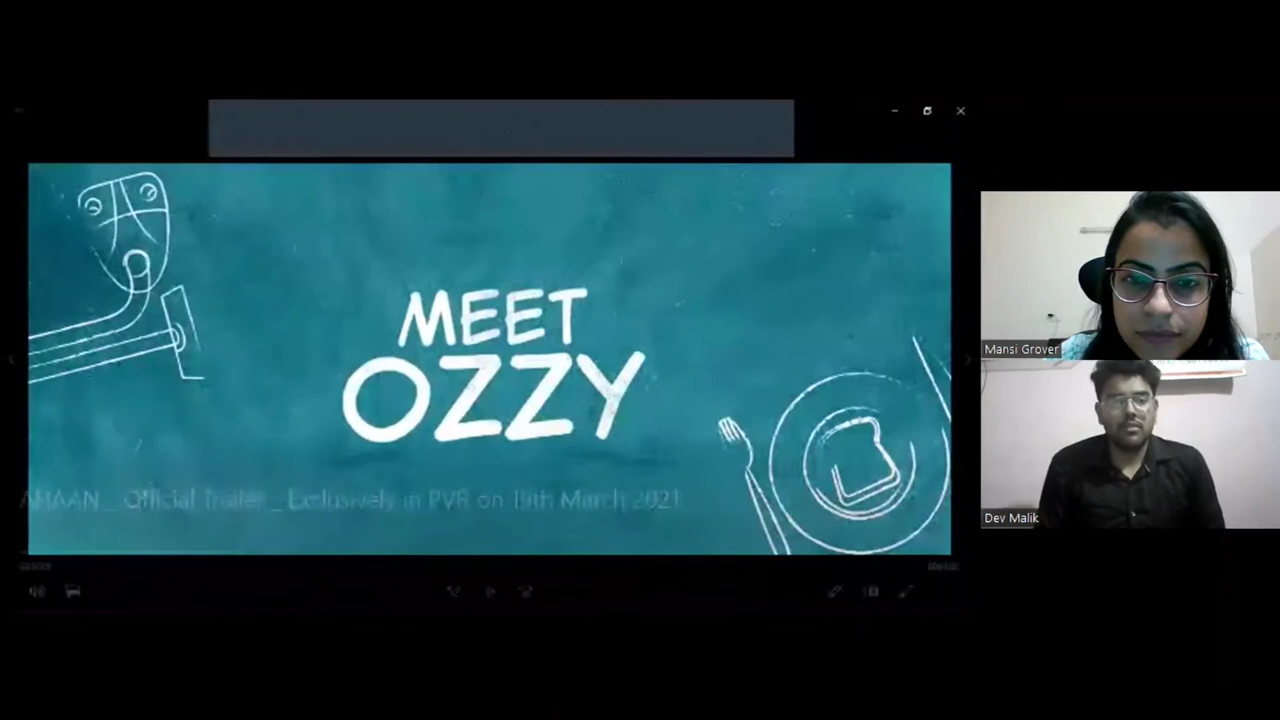 MEET
OZZY
AHAAN _ Official Trailer _ Exclusively in PVR on 19th March 2021
Mansi Grover
Dev Malik